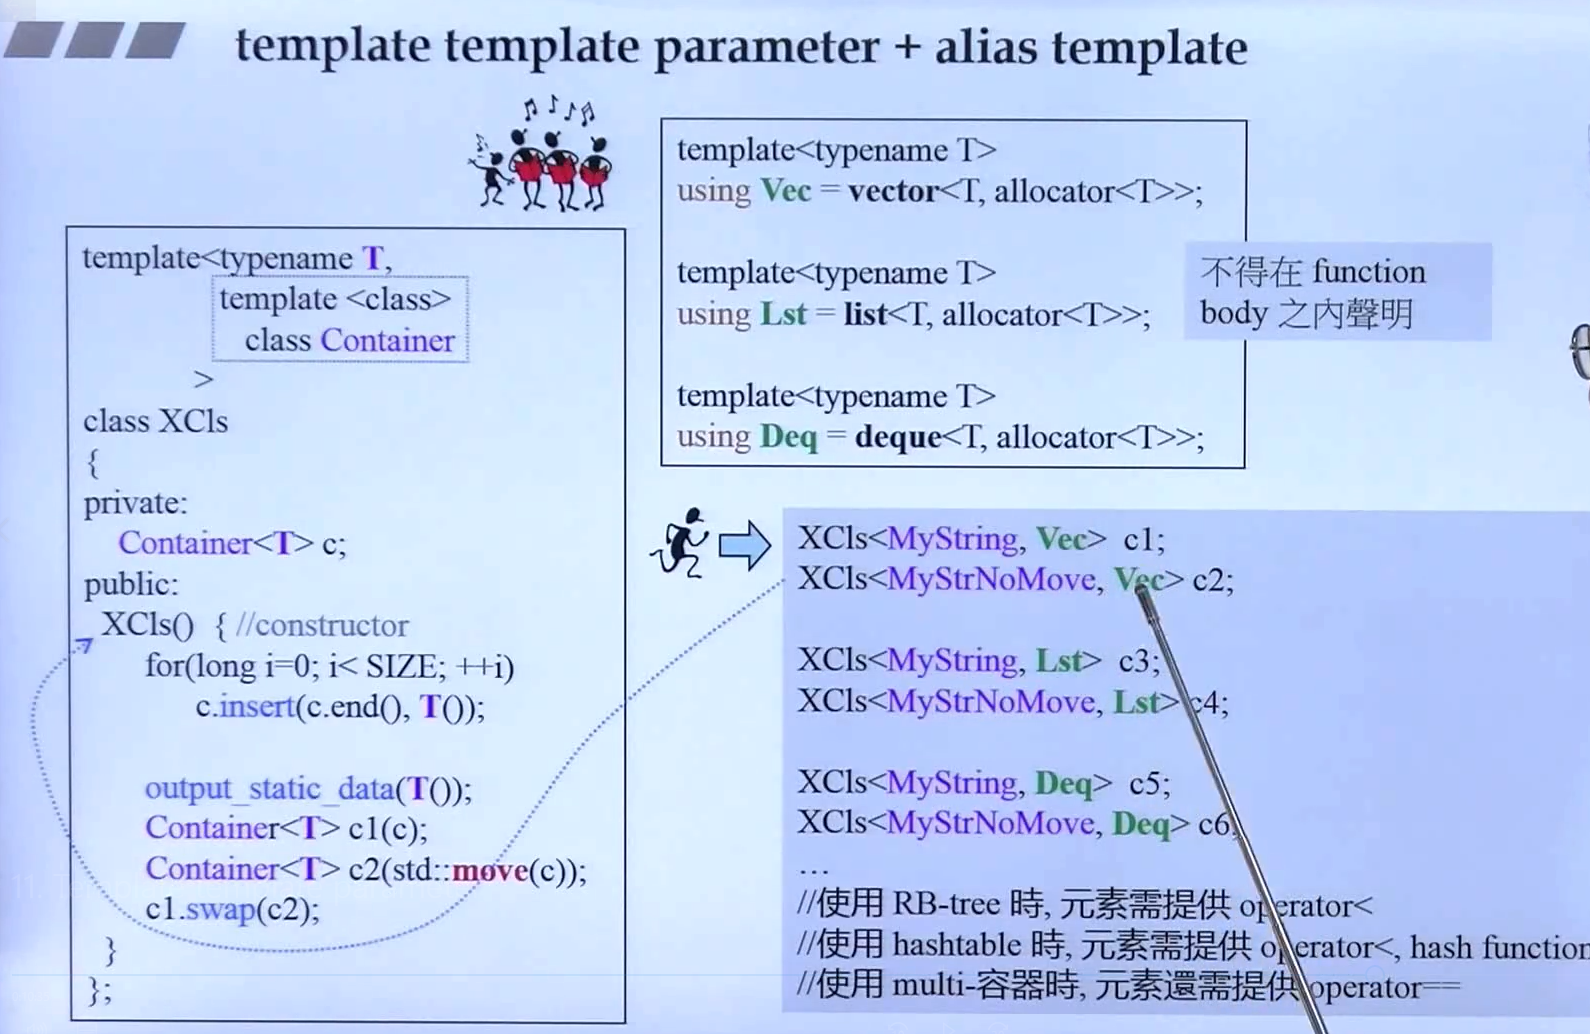 template template parameter + alias template
template<typename T,
template <class>
class Container
>
class XCls
{
private:
Container<T> c;
public:
XCls() { //constructor
for(long i=0; i< SIZE; ++i)
c.insert(c.end(), T());
output_static_data(T());
Container<T> c1(c);
Container<T> c2(std::move(c));
c1.swap(c2);
}
};
template<typename T>
using Vec = vector<T, allocator<T>>;
template<typename T>
using Lst = list<T, allocator<T>>;
template<typename T>
using Deq = deque<T, allocator<T>>;
不得在 function
body 之內聲明
XCls<MyString, Vec> c1;
XCls<MyStrNoMove, Vec> c2;
XCls<MyString, Lst> c3;
XCls<MyStrNoMove, Lst> c4;
XCls<MyString, Deq> c5;
XCls<MyStrNoMove, Deq> c6;
...
//使用 RB-tree 時, 元素需提供 operator<
//使用 hashtable 時, 元素需提供 operator<, hash function
//使用 multi-容器時, 元素還需提供 operator==